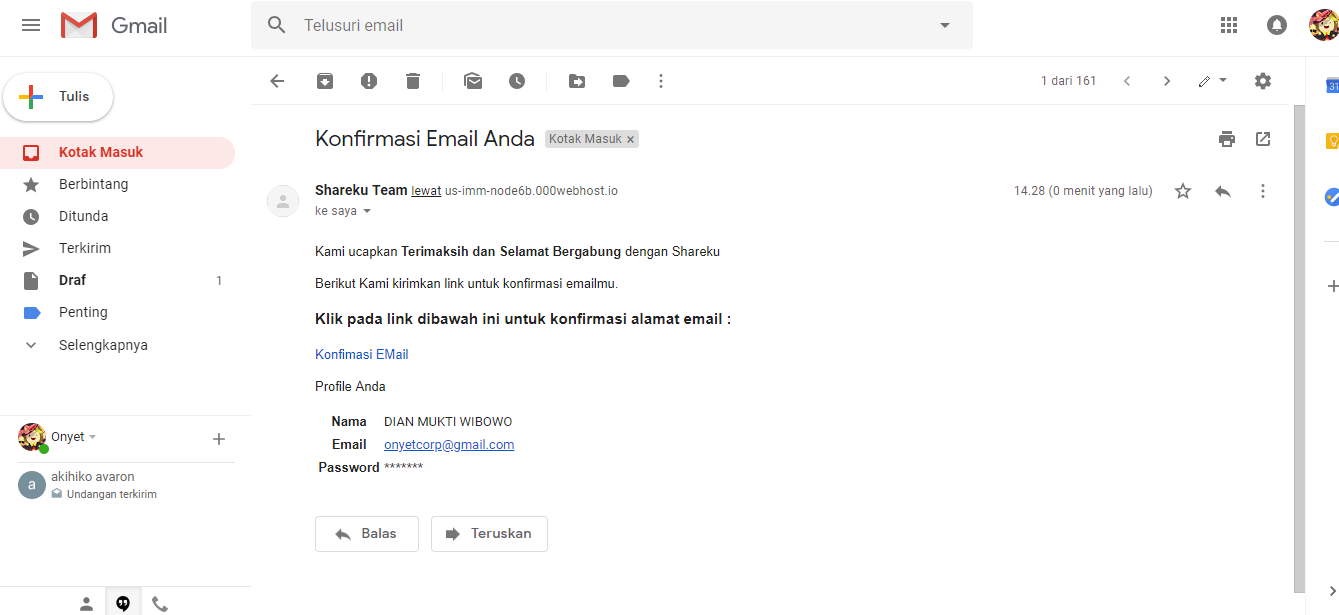 Gmail
Telusuri email
Tulis
1 dari 161
31
Kotak Masuk
Berbintang
Ditunda
Terkirim
Draf 1
Penting
Selengkapnya
Onyet
akihiko avaron
a
Undangan terkirim
Konfirmasi Email Anda Kotak Masuk ×
Shareku Team lewat us-imm-node6b.000webhost.io 14.28 (0 menit yang lalu)
ke saya
Kami ucapkan Terimaksih dan Selamat Bergabung dengan Shareku
Berikut Kami kirimkan link untuk konfirmasi emailmu.
Klik pada link dibawah ini untuk konfirmasi alamat email :
Konfimasi EMail
Profile Anda
Nama DIAN MUKTI WIBOWO
Email onyetcorp@gmail.com
Password *******
Balas Teruskan